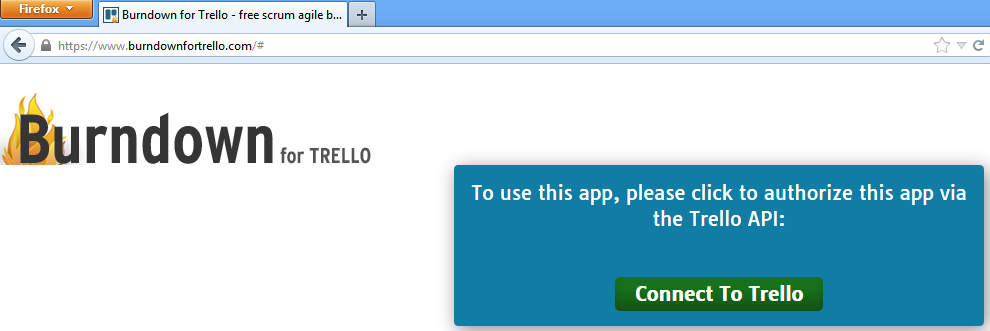 Firefox
Burndown for Trello - free scrum agile b...
https://www.burndownfortrello.com/#
Burndown for TRELLO
To use this app, please click to authorize this app via
the Trello API:
Connect To Trello